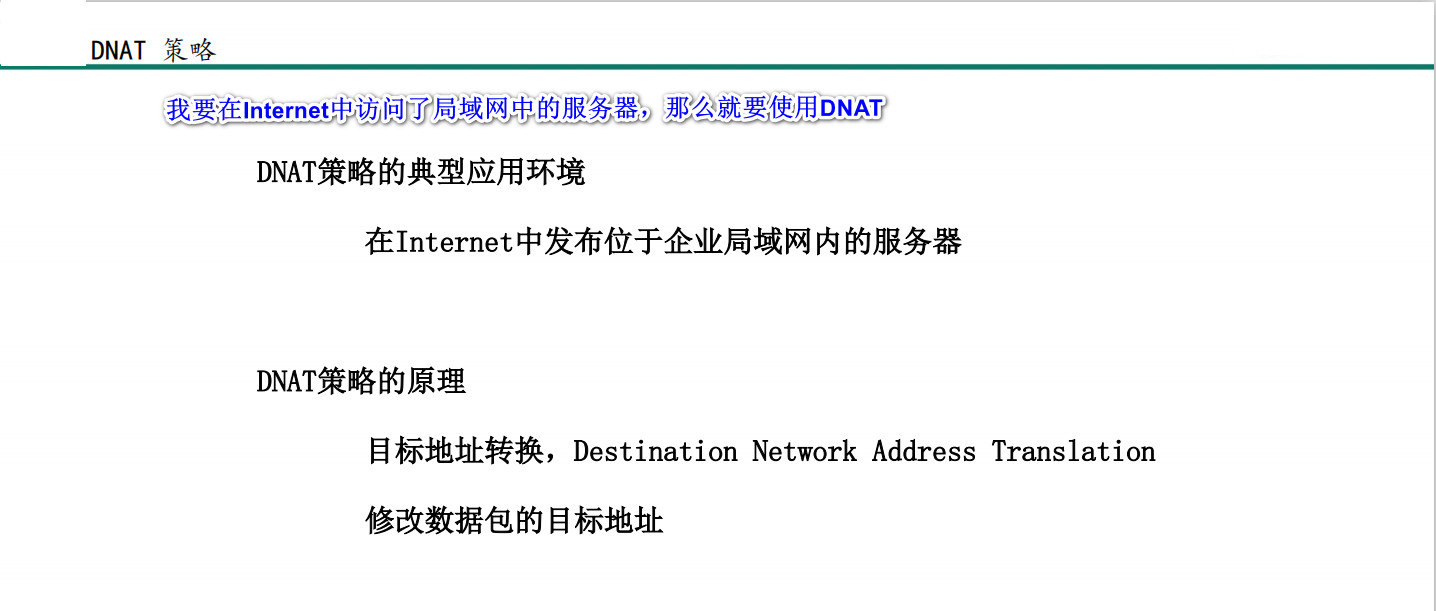 DNAT 策略
我要在Internet中访问了局域网中的服务器，那么就要使用DNAT
DNAT策略的典型应用环境
在Internet中发布位于企业局域网内的服务器
DNAT策略的原理
目标地址转换，Destination Network Address Translation
修改数据包的目标地址